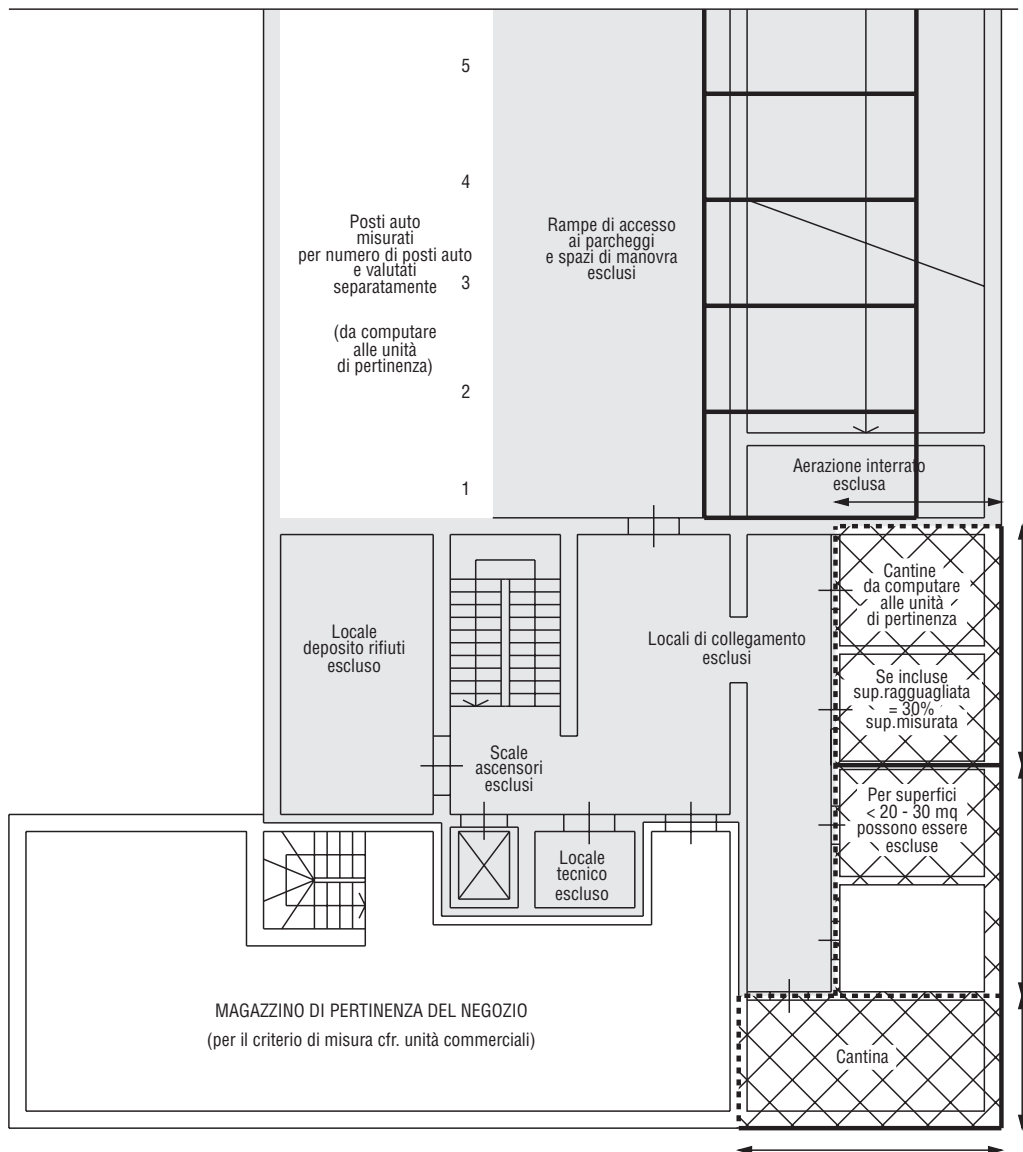 5
4
Posti auto
misurati
per numero di posti auto
e valutati
separatamente
3
(da computare
alle unità
di pertinenza)
2
1
Rampe di accesso
ai parcheggi
e spazi di manovra
esclusi
Aerazione interrato
esclusa
Cantine
da computare
alle unità
di pertinenza
Locale
deposito rifiuti
escluso
Locali di collegamento
esclusi
Se incluse
sup.ragguagliata
= 30%
sup.misurata
Scale
ascensori
esclusi
Per superfici
< 20 - 30 mq
possono essere
escluse
Locale
tecnico
escluso
MAGAZZINO DI PERTINENZA DEL NEGOZIO
(per il criterio di misura cfr. unità commerciali)
Cantina